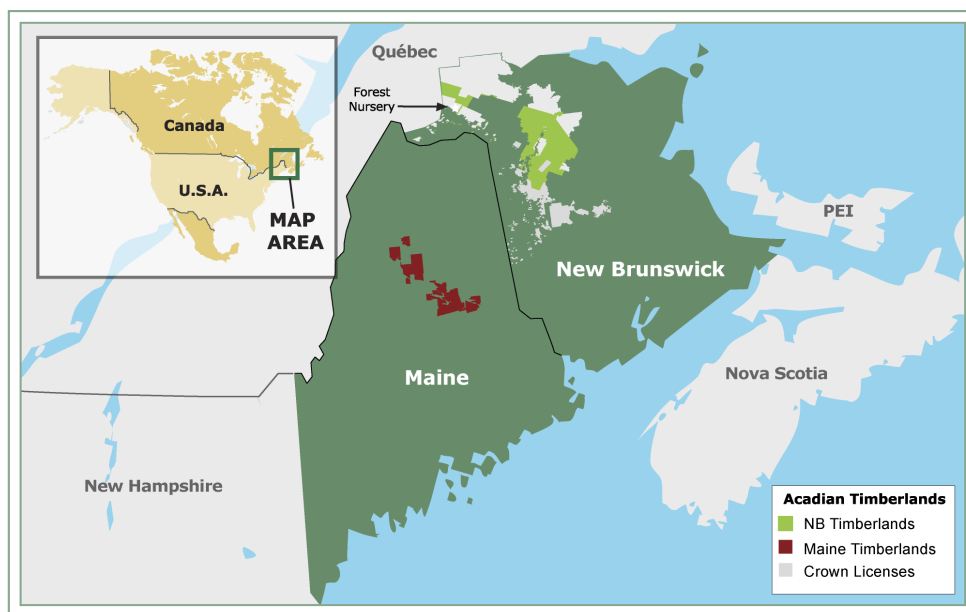 Québec
Forest
Nursery
Canada
U.S.A.
MAP
AREA
PEI
New Brunswick
Maine
Nova Scotia
New Hampshire
Acadian Timberlands
NB Timberlands
Maine Timberlands
Crown Licenses